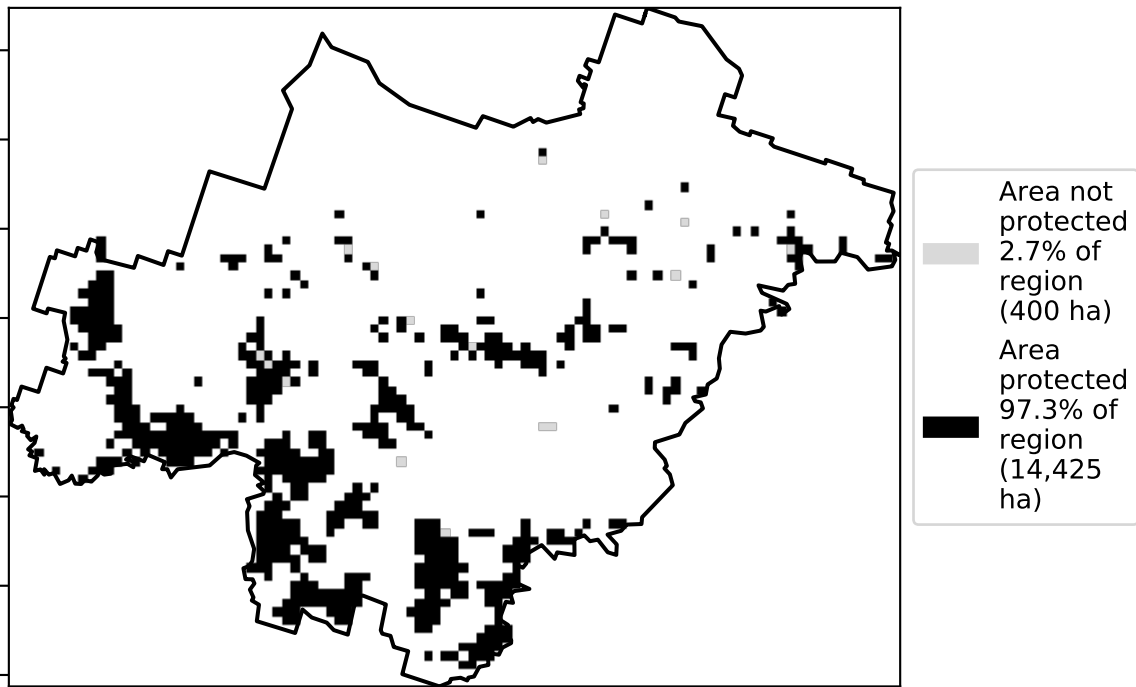 Area not
protected
2.7% of
region
(400 ha)
Area
protected
97.3% of
region
(14,425
ha)